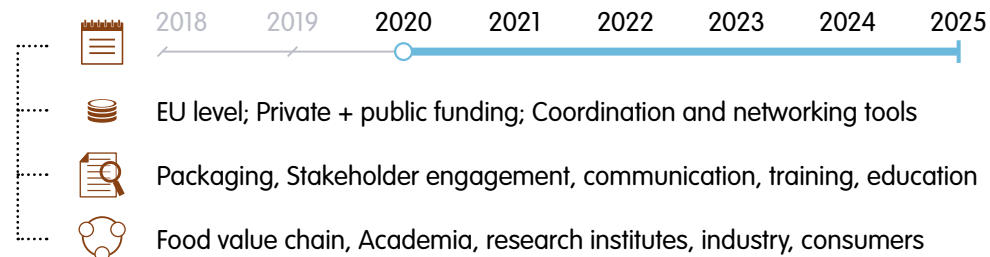 2018 2019 2020 2021 2022 2023 2024 2025
EU level; Private + public funding; Coordination and networking tools
Packaging, Stakeholder engagement, communication, training, education
Food value chain, Academia, research institutes, industry, consumers